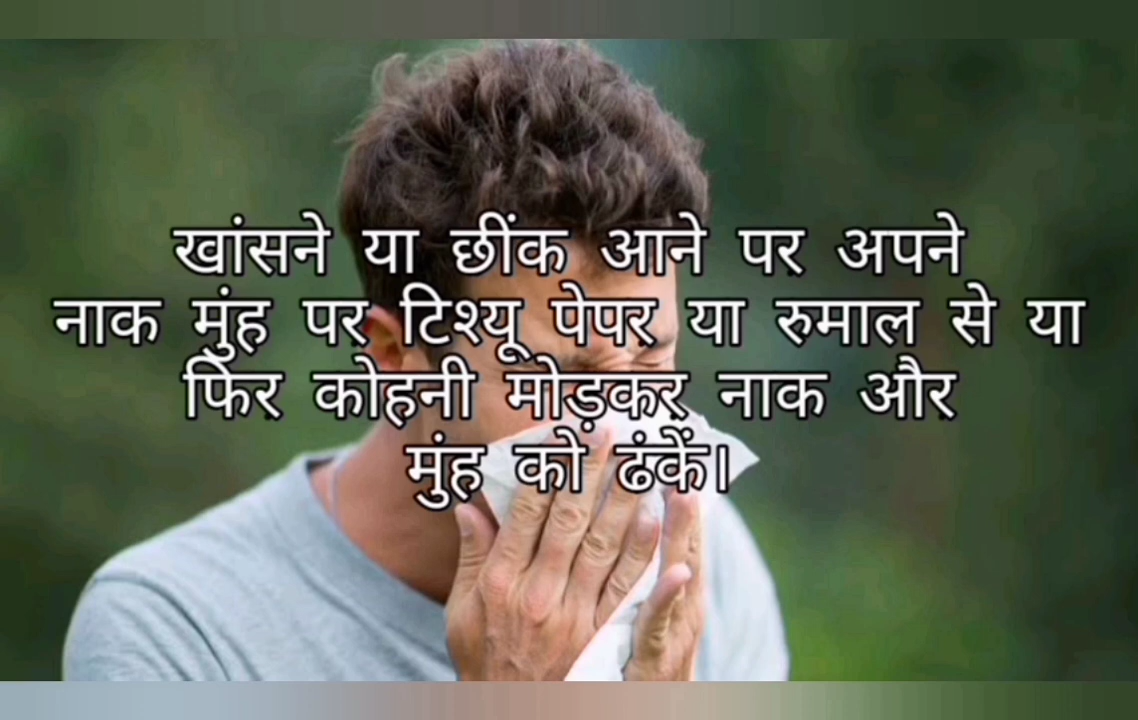 खांसने या छींक आने पर अपने
नाक मुंह पर टिश्यू पेपर या रुमाल से या
फिर कोहनी मोड़कर नाक और
मुंह को ढंकें।